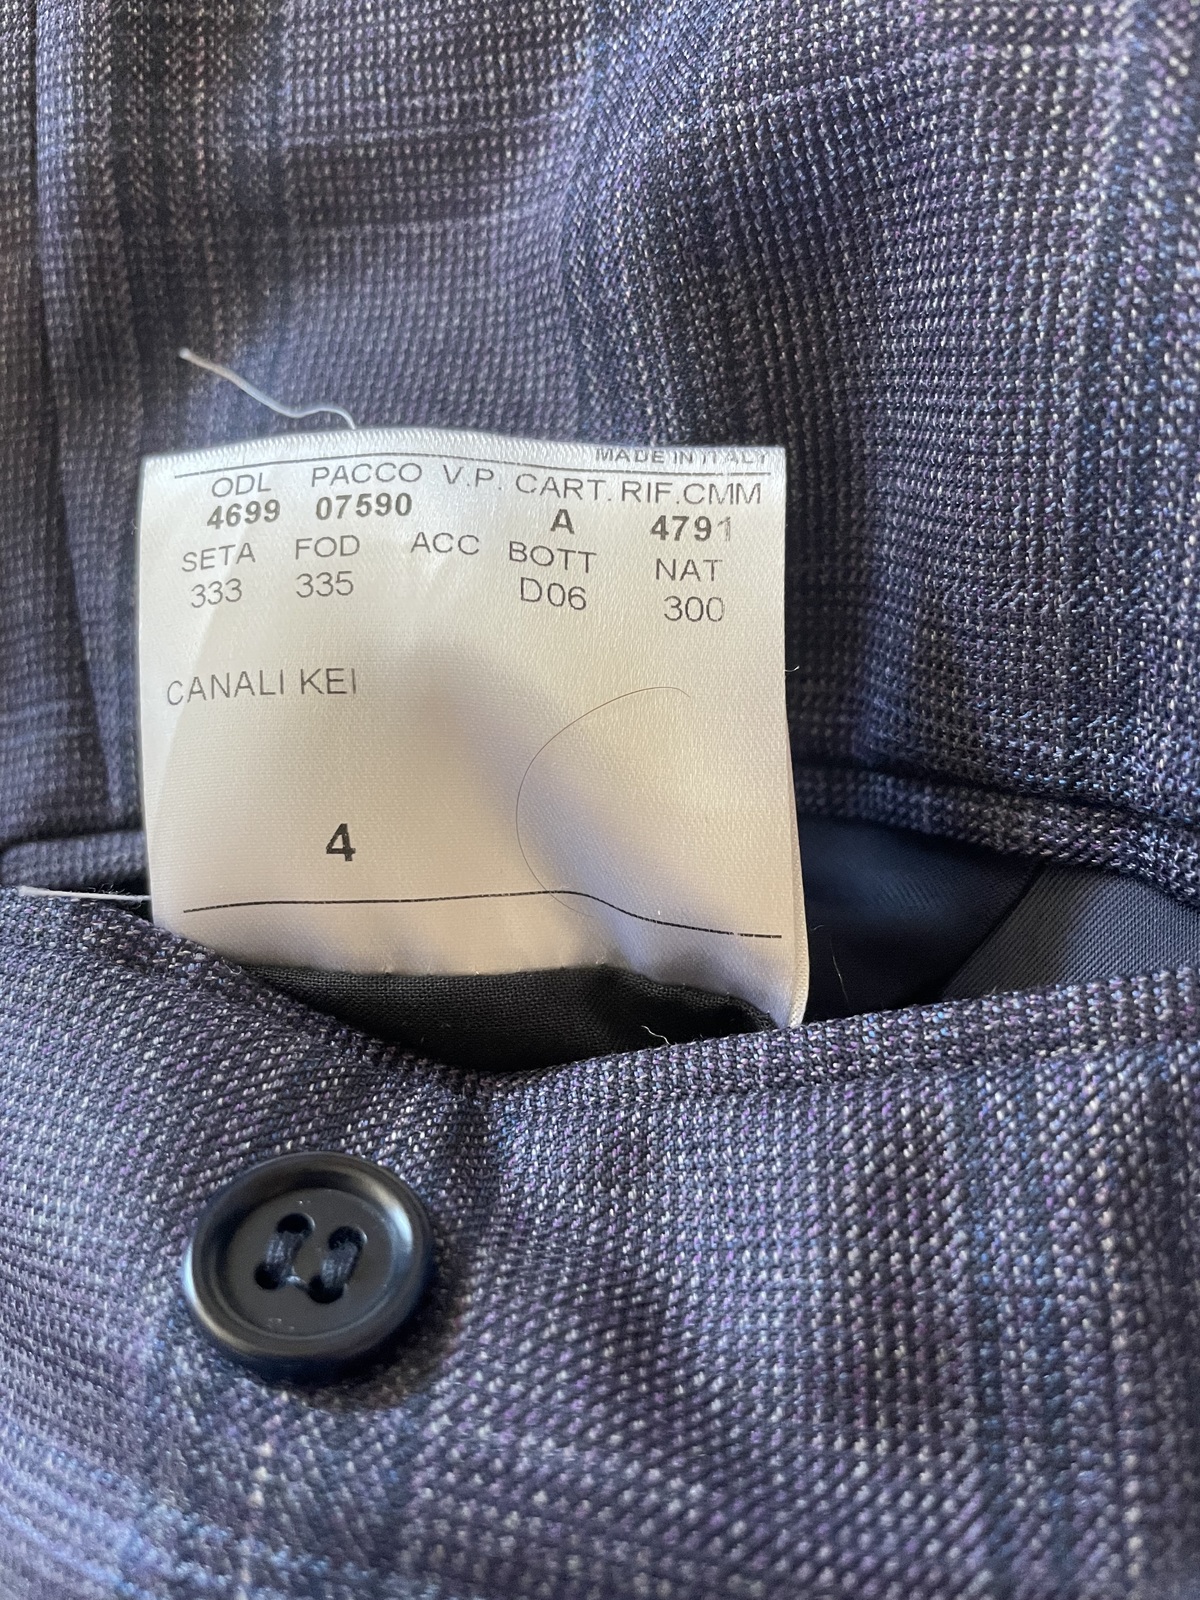 MADE IN ITALY
ODL PACCO V.P. CART. RIF.CMM
4699 07590 A 4791
SETA FOD ACC BOTT NAT
333 335 D06 300
CANALI KEI
4